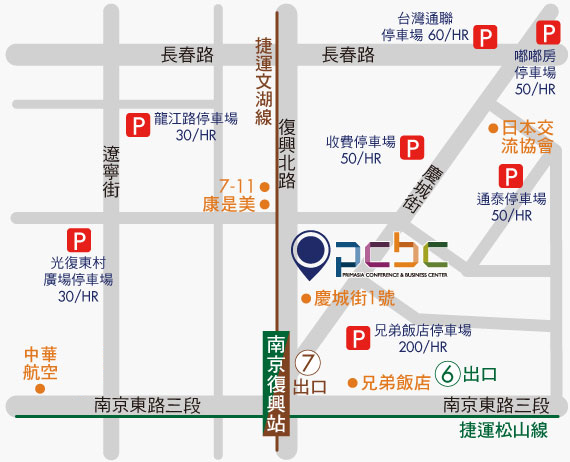 台灣通聯
停車場 60/HR
P
P
嘟嘟房
停車場
50/HR
長春路
長春路
捷運文湖線
P
龍江路停車場
30/HR
復興北路
收費停車場
50/HR
P
日本交
流協會
遼寧街
7-11
康是美
慶城街
P
通泰停車場
50/HR
P
光復東村
廣場停車場
30/HR
pcbc
PRIMASIA CONFERENCE & BUSINESS CENTER
慶城街1號
P
兄弟飯店停車場
200/HR
南京復興站
7
出口
中華
航空
兄弟飯店
6出口
南京東路三段
南京東路三段
捷運松山線